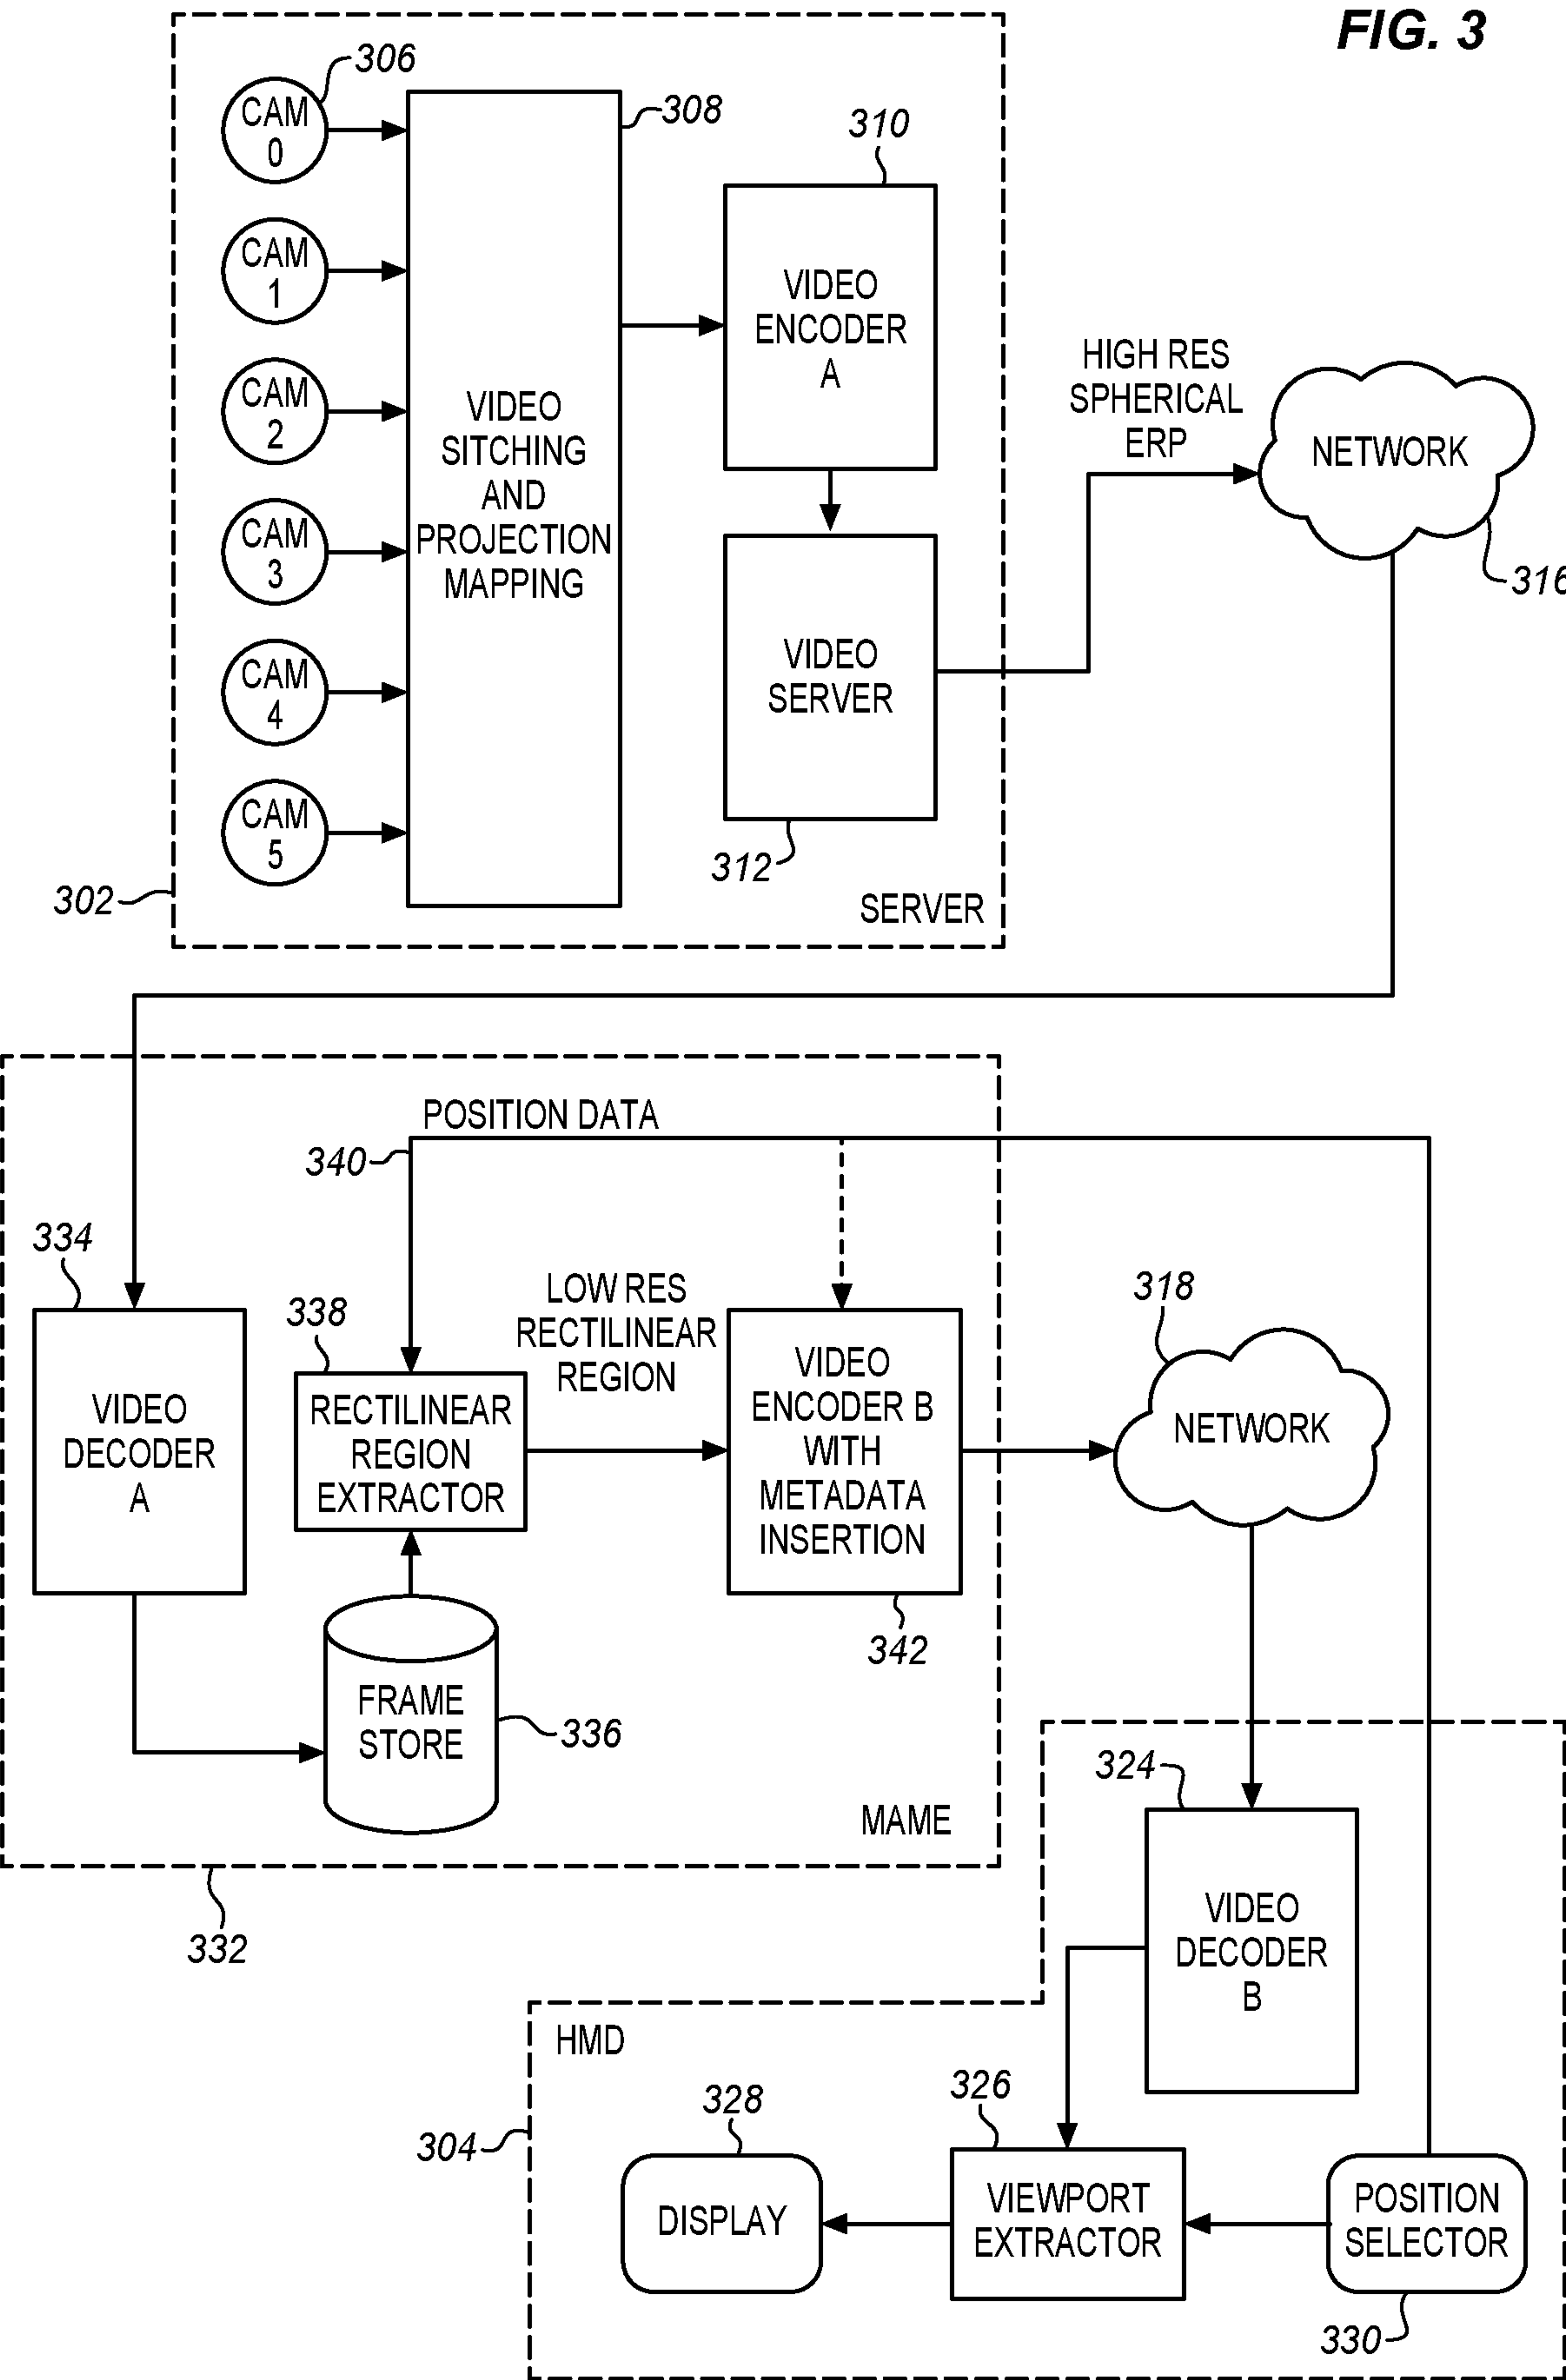 FIG. 3
306
CAM
0
308
310
CAM
1
VIDEO
ENCODER
A
CAM
2
HIGH RES
SPHERICAL
ERP
NETWORK
316
VIDEO
SITCHING
AND
PROJECTION
MAPPING
CAM
3
CAM
4
VIDEO
SERVER
CAM
5
312
302
SERVER
POSITION DATA
340
334
338
LOW RES
RECTILINEAR
REGION
318
VIDEO
DECODER
A
RECTILINEAR
REGION
EXTRACTOR
VIDEO
ENCODER B
WITH
METADATA
INSERTION
NETWORK
342
FRAME
STORE
336
324
MAME
332
VIDEO
DECODER
B
HMD
326
328
304
DISPLAY
VIEWPORT
EXTRACTOR
POSITION
SELECTOR
330